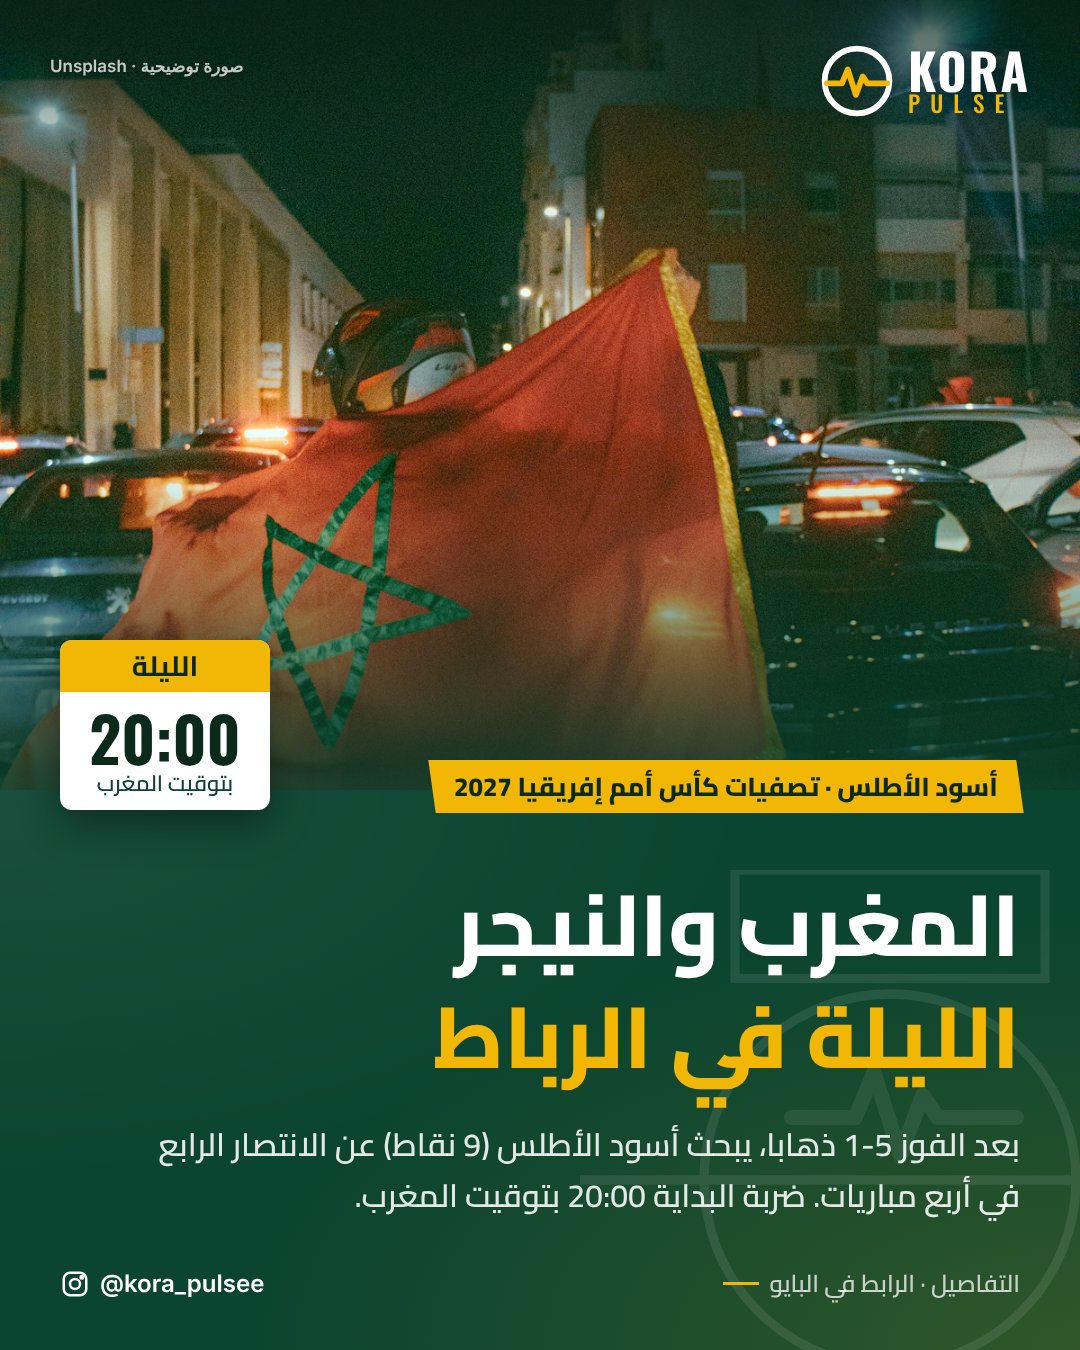 صورة توضيحية · Unsplash
KORA
PULSE
PEUGEOT
الليلة
20:00
بتوقيت المغرب
أسود الأطلس · تصفيات كأس أمم إفريقيا 2027
المغرب والنيجر
الليلة في الرباط
بعد الفوز 5-1 ذهابا، يبحث أسود الأطلس (9 نقاط) عن الانتصار الرابع
في أربع مباريات. ضربة البداية 20:00 بتوقيت المغرب.
التفاصيل · الرابط في البايو
@kora_pulsee